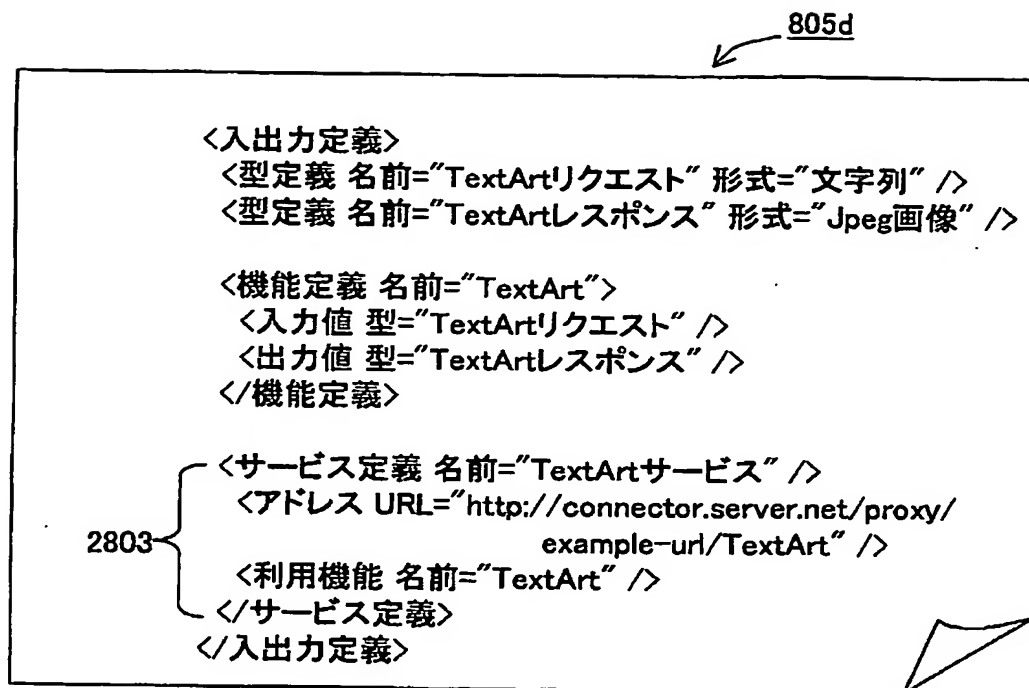 805d
<入出力定義>
<型定義 名前="TextArtリクエスト" 形式="文字列" />
<型定義 名前="TextArtレスポンス" 形式="Jpeg画像" />
<機能定義 名前="TextArt">
<入力値 型="TextArtリクエスト" />
<出力値 型="TextArtレスポンス" />
</機能定義>
<サービス定義 名前="TextArtサービス" />
<アドレス URL="http://connector.server.net/proxy/
example-url/TextArt" />
2803
<利用機能 名前="TextArt" />
</サービス定義>
</入出力定義>